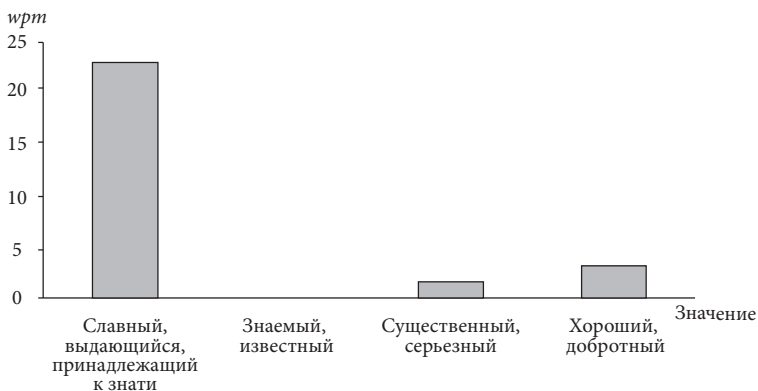 wpm
25
20
15
10
5
0
Значение
Славный,
выдающийся,
принадлежащий
к знати
Знаемый,
известный
Существенный,
серьезный
Хороший,
добротный